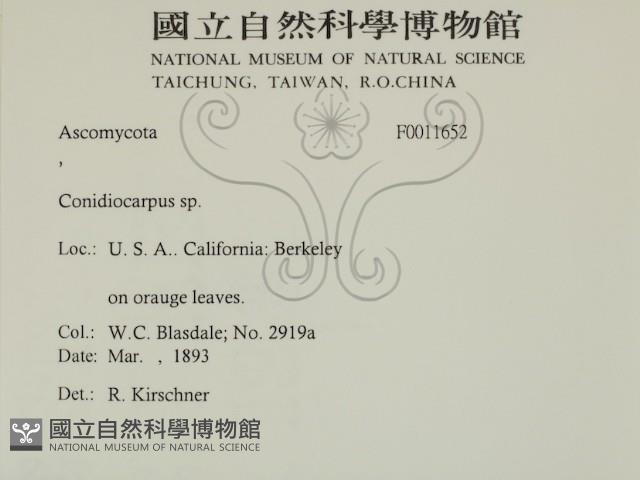 國立自然科學博物館
NATIONAL MUSEUM OF NATURAL SCIENCE
TAICHUNG, TAIWAN, R.O.CHINA
Ascomycota F0011652
,
Conidiocarpus sp.
Loc.: U. S. A.. California: Berkeley
on orauge leaves.
Col.: W.C. Blasdale; No. 2919a
Date: Mar. , 1893
Det.: R. Kirschner
國立自然科學博物館
NATIONAL MUSEUM OF NATURAL SCIENCE